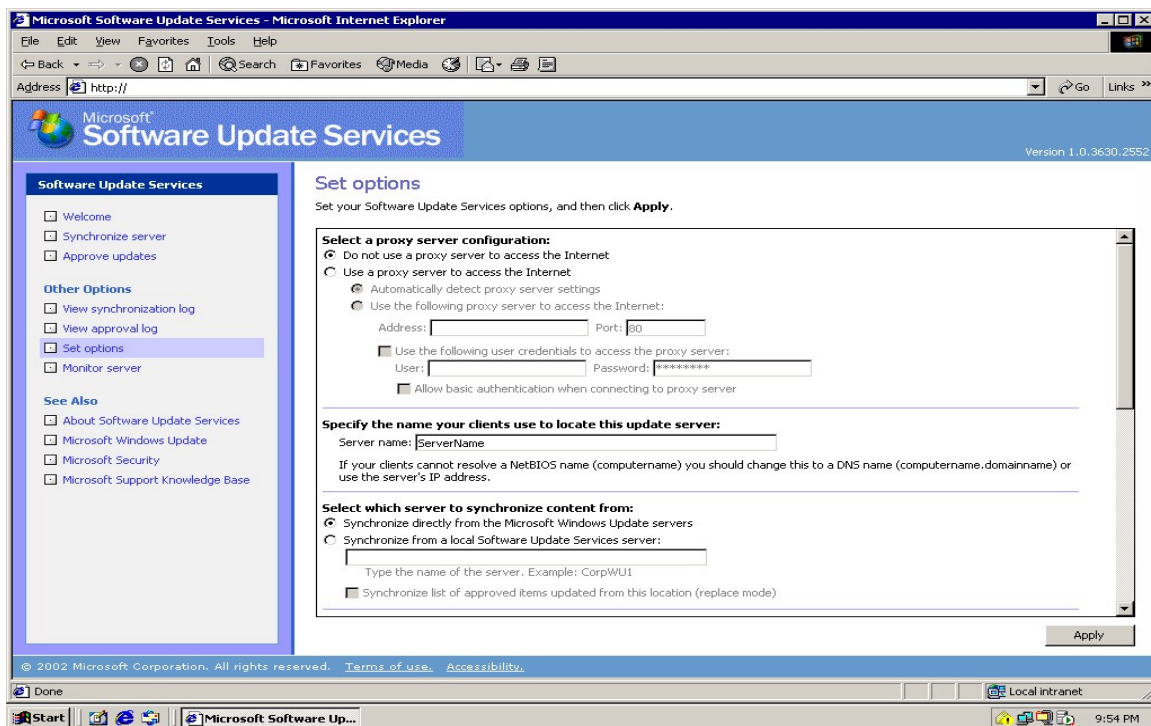 Microsoft Software Update Services - Microsoft Internet Explorer
File Edit View Favorites Tools Help
Back Search Favorites Media
Address http:// Go Links »
Microsoft®
Software Update Services
Version 1.0.3630.2552
Software Update Services
Welcome
Synchronize server
Approve updates
Other Options
View synchronization log
View approval log
Set options
Monitor server
See Also
About Software Update Services
Microsoft Windows Update
Microsoft Security
Microsoft Support Knowledge Base
Set options
Set your Software Update Services options, and then click Apply.
Select a proxy server configuration:
Do not use a proxy server to access the Internet
Use a proxy server to access the Internet
Automatically detect proxy server settings
Use the following proxy server to access the Internet:
Address: Port: 80
Use the following user credentials to access the proxy server:
User: Password: ********
Allow basic authentication when connecting to proxy server
Specify the name your clients use to locate this update server:
Server name: ServerName
If your clients cannot resolve a NetBIOS name (computername) you should change this to a DNS name (computername.domainname) or
use the server's IP address.
Select which server to synchronize content from:
Synchronize directly from the Microsoft Windows Update servers
Synchronize from a local Software Update Services server:
Type the name of the server. Example: CorpWU1
Synchronize list of approved items updated from this location (replace mode)
Apply
© 2002 Microsoft Corporation. All rights reserved. Terms of use. Accessibility.
Done Local intranet
Start Microsoft Software Up... 9:54 PM